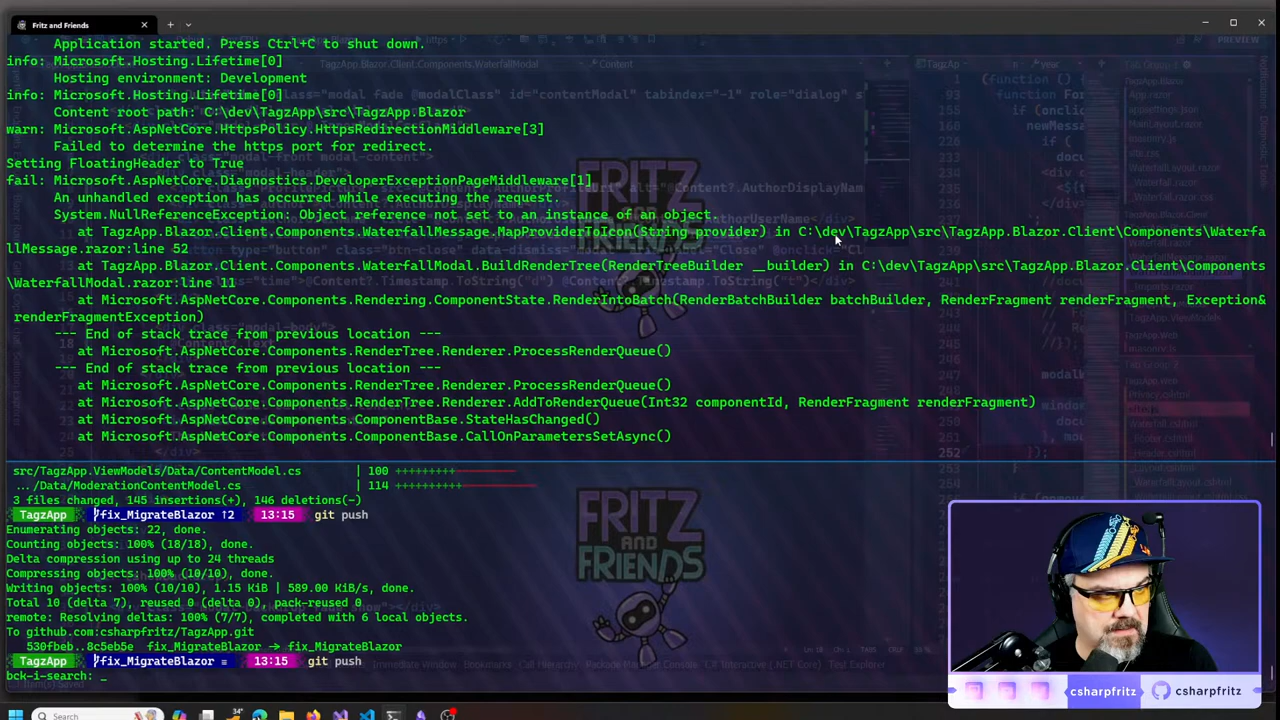 Fritz and Friends
Application started. Press Ctrl+C to shut down.
info: Microsoft.Hosting.Lifetime[0]
Hosting environment: Development
info: Microsoft.Hosting.Lifetime[0]
Content root path: C:\dev\TagzApp\src\TagzApp.Blazor
warn: Microsoft.AspNetCore.HttpsPolicy.HttpsRedirectionMiddleware[3]
Failed to determine the https port for redirect.
Setting FloatingHeader to True
fail: Microsoft.AspNetCore.Diagnostics.DeveloperExceptionPageMiddleware[1]
An unhandled exception has occurred while executing the request.
System.NullReferenceException: Object reference not set to an instance of an object.
at TagzApp.Blazor.Client.Components.WaterfallMessage.MapProviderToIcon(String provider) in C:\dev\TagzApp\src\TagzApp.Blazor.Client\Components\Waterfa
llMessage.razor:line 52
at TagzApp.Blazor.Client.Components.WaterfallModal.BuildRenderTree(RenderTreeBuilder __builder) in C:\dev\TagzApp\src\TagzApp.Blazor.Client\Components
\WaterfallModal.razor:line 11
at Microsoft.AspNetCore.Components.Rendering.ComponentState.RenderIntoBatch(RenderBatchBuilder batchBuilder, RenderFragment renderFragment, Exception&
renderFragmentException)
--- End of stack trace from previous location ---
at Microsoft.AspNetCore.Components.RenderTree.Renderer.ProcessRenderQueue()
--- End of stack trace from previous location ---
at Microsoft.AspNetCore.Components.RenderTree.Renderer.ProcessRenderQueue()
at Microsoft.AspNetCore.Components.RenderTree.Renderer.AddToRenderQueue(Int32 componentId, RenderFragment renderFragment)
at Microsoft.AspNetCore.Components.ComponentBase.StateHasChanged()
at Microsoft.AspNetCore.Components.ComponentBase.CallOnParametersSetAsync()
src/TagzApp.ViewModels/Data/ContentModel.cs | 100 ++++++++++--------
.../Data/ModerationContentModel.cs | 114 +++++++++++----------
3 files changed, 145 insertions(+), 146 deletions(-)
TagzApp fix_MigrateBlazor ↑2 13:15 git push
Enumerating objects: 22, done.
Counting objects: 100% (18/18), done.
Delta compression using up to 24 threads
Compressing objects: 100% (10/10), done.
Writing objects: 100% (10/10), 1.15 KiB | 589.00 KiB/s, done.
Total 10 (delta 7), reused 0 (delta 0), pack-reused 0
remote: Resolving deltas: 100% (7/7), completed with 6 local objects.
To github.com:csharpfritz/TagzApp.git
530fbeb..8c5eb5e fix_MigrateBlazor -> fix_MigrateBlazor
TagzApp fix_MigrateBlazor ≡ 13:15 git push
bck-i-search: _
FRITZ
AND
FRIENDS
FRITZ
AND
FRIENDS
csharpfritz
csharpfritz
Search
34°